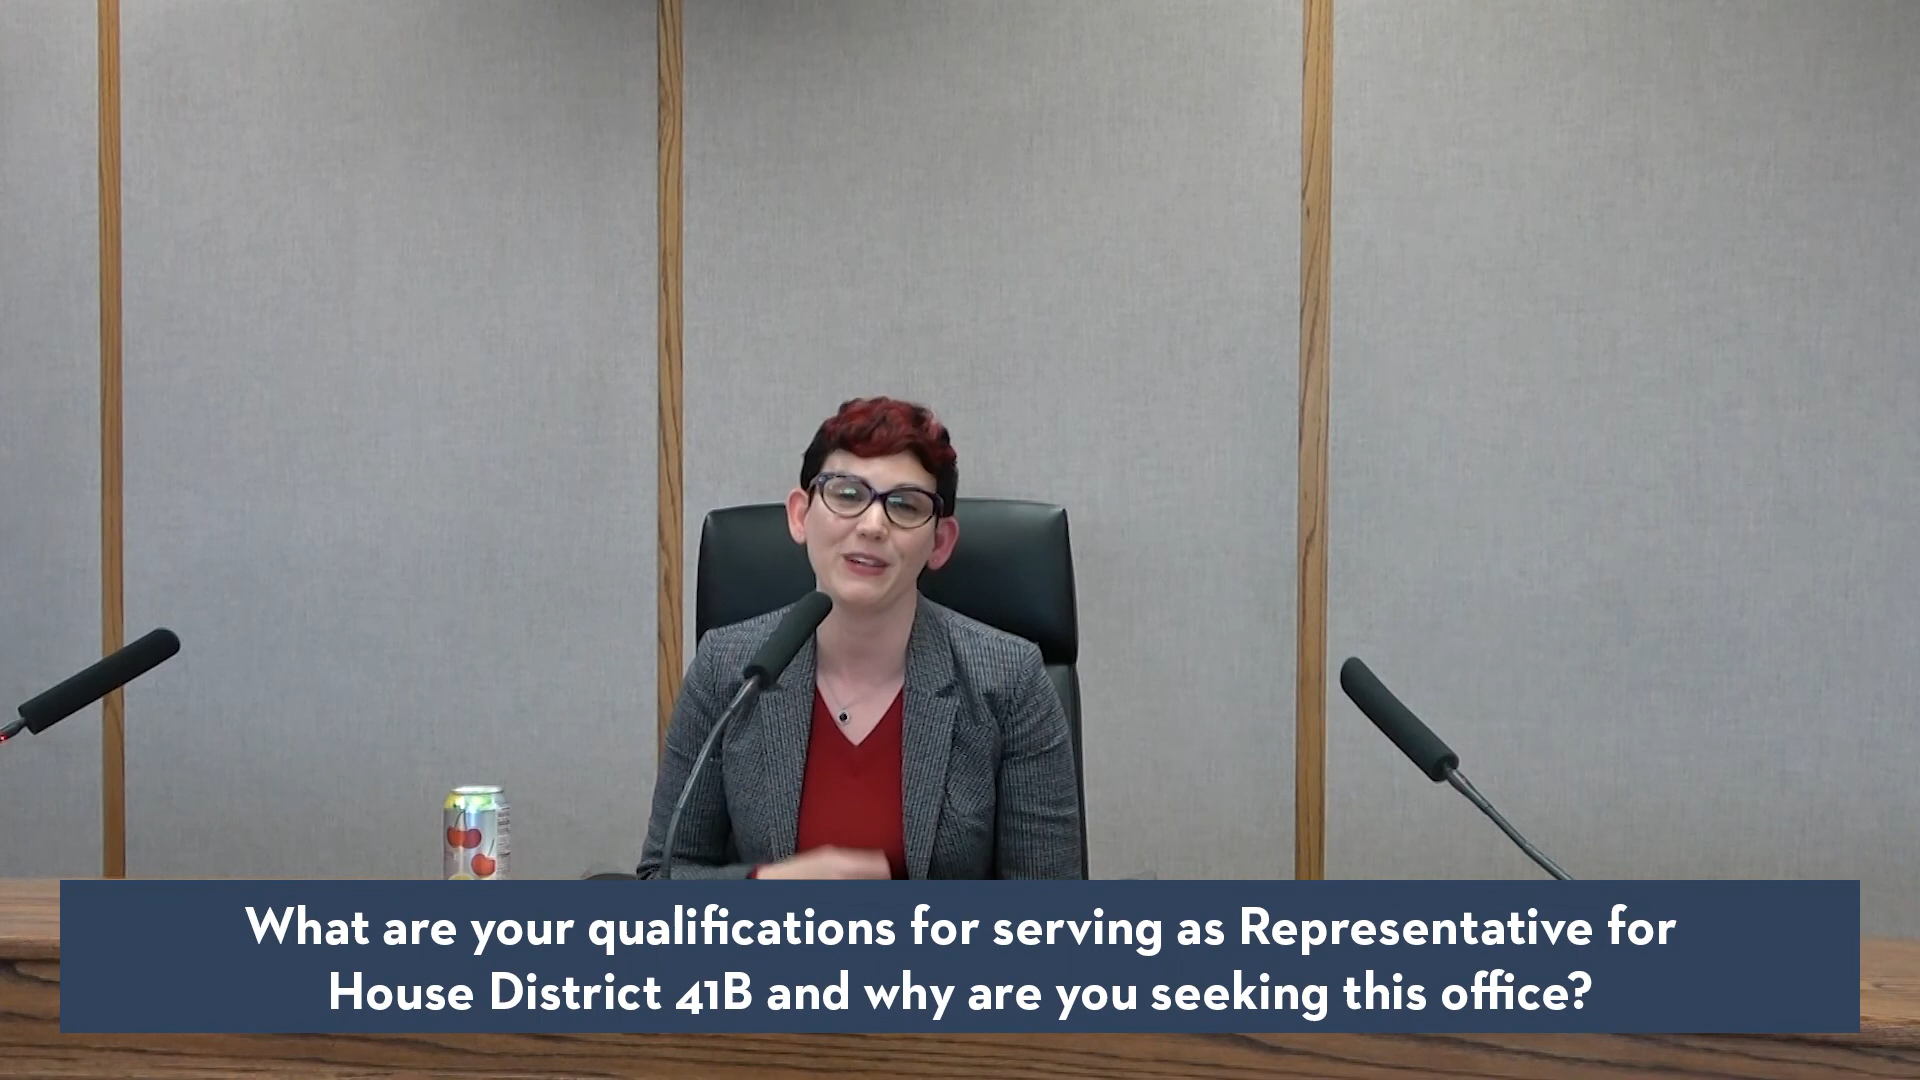 What are your qualifications for serving as Representative for
House District 41B and why are you seeking this office?